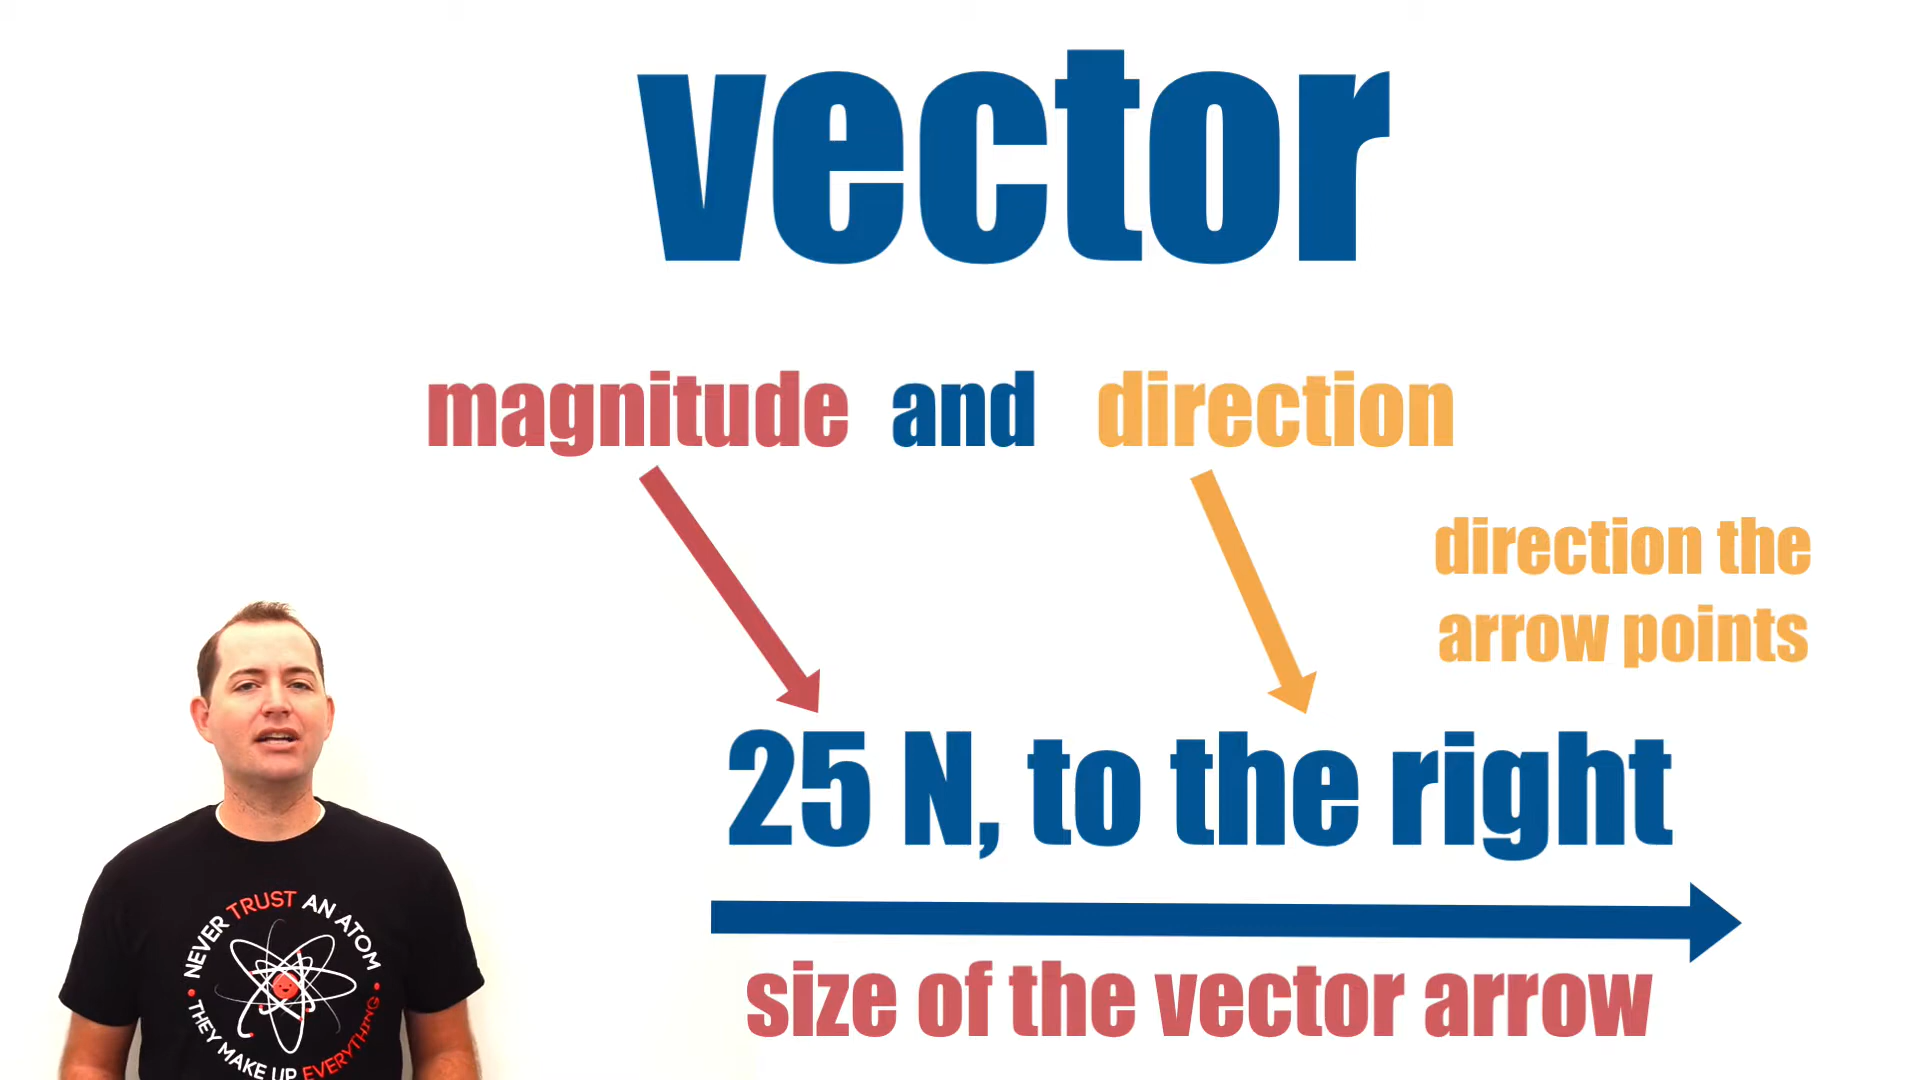 vector
magnitude and direction
direction the
arrow points
25 N, to the right
size of the vector arrow
NEVER TRUST AN ATOM
THEY MAKE UP EVERYTHING